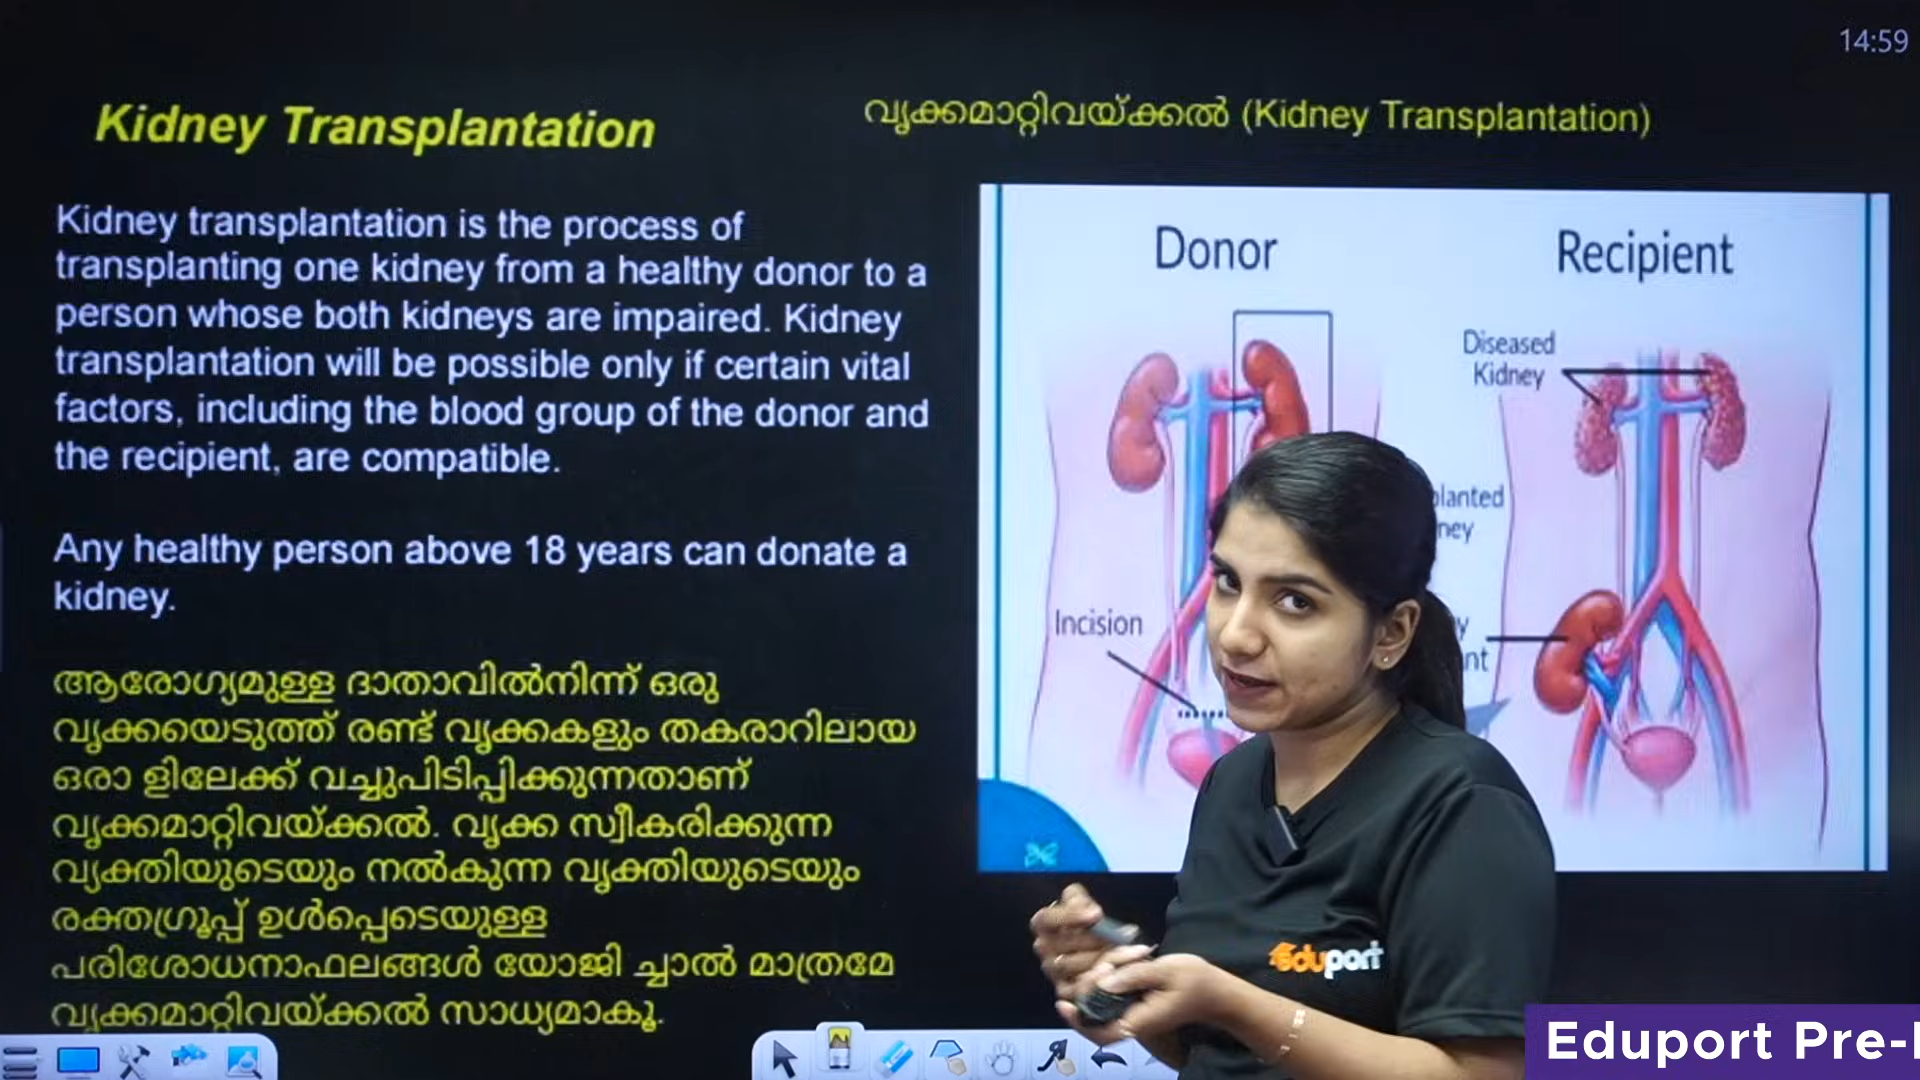 14:59
Kidney Transplantation
വൃക്കമാറ്റിവയ്ക്കൽ (Kidney Transplantation)
Kidney transplantation is the process of
transplanting one kidney from a healthy donor to a
person whose both kidneys are impaired. Kidney
transplantation will be possible only if certain vital
factors, including the blood group of the donor and
the recipient, are compatible.
Any healthy person above 18 years can donate a
kidney.
ആരോഗ്യമുള്ള ദാതാവിൽനിന്ന് ഒരു
വൃക്കയെടുത്ത് രണ്ട് വൃക്കകളും തകരാറിലായ
ഒരാ ളിലേക്ക് വച്ചുപിടിപ്പിക്കുന്നതാണ്
വൃക്കമാറ്റിവയ്ക്കൽ. വൃക്ക സ്വീകരിക്കുന്ന
വ്യക്തിയുടെയും നൽകുന്ന വ്യക്തിയുടെയും
രക്തഗ്രൂപ്പ് ഉൾപ്പെടെയുള്ള
പരിശോധനാഫലങ്ങൾ യോജി ച്ചാൽ മാത്രമേ
വൃക്കമാറ്റിവയ്ക്കൽ സാധ്യമാകൂ.
Donor
Recipient
Diseased
Kidney
Incision
eduport
Eduport Pre-